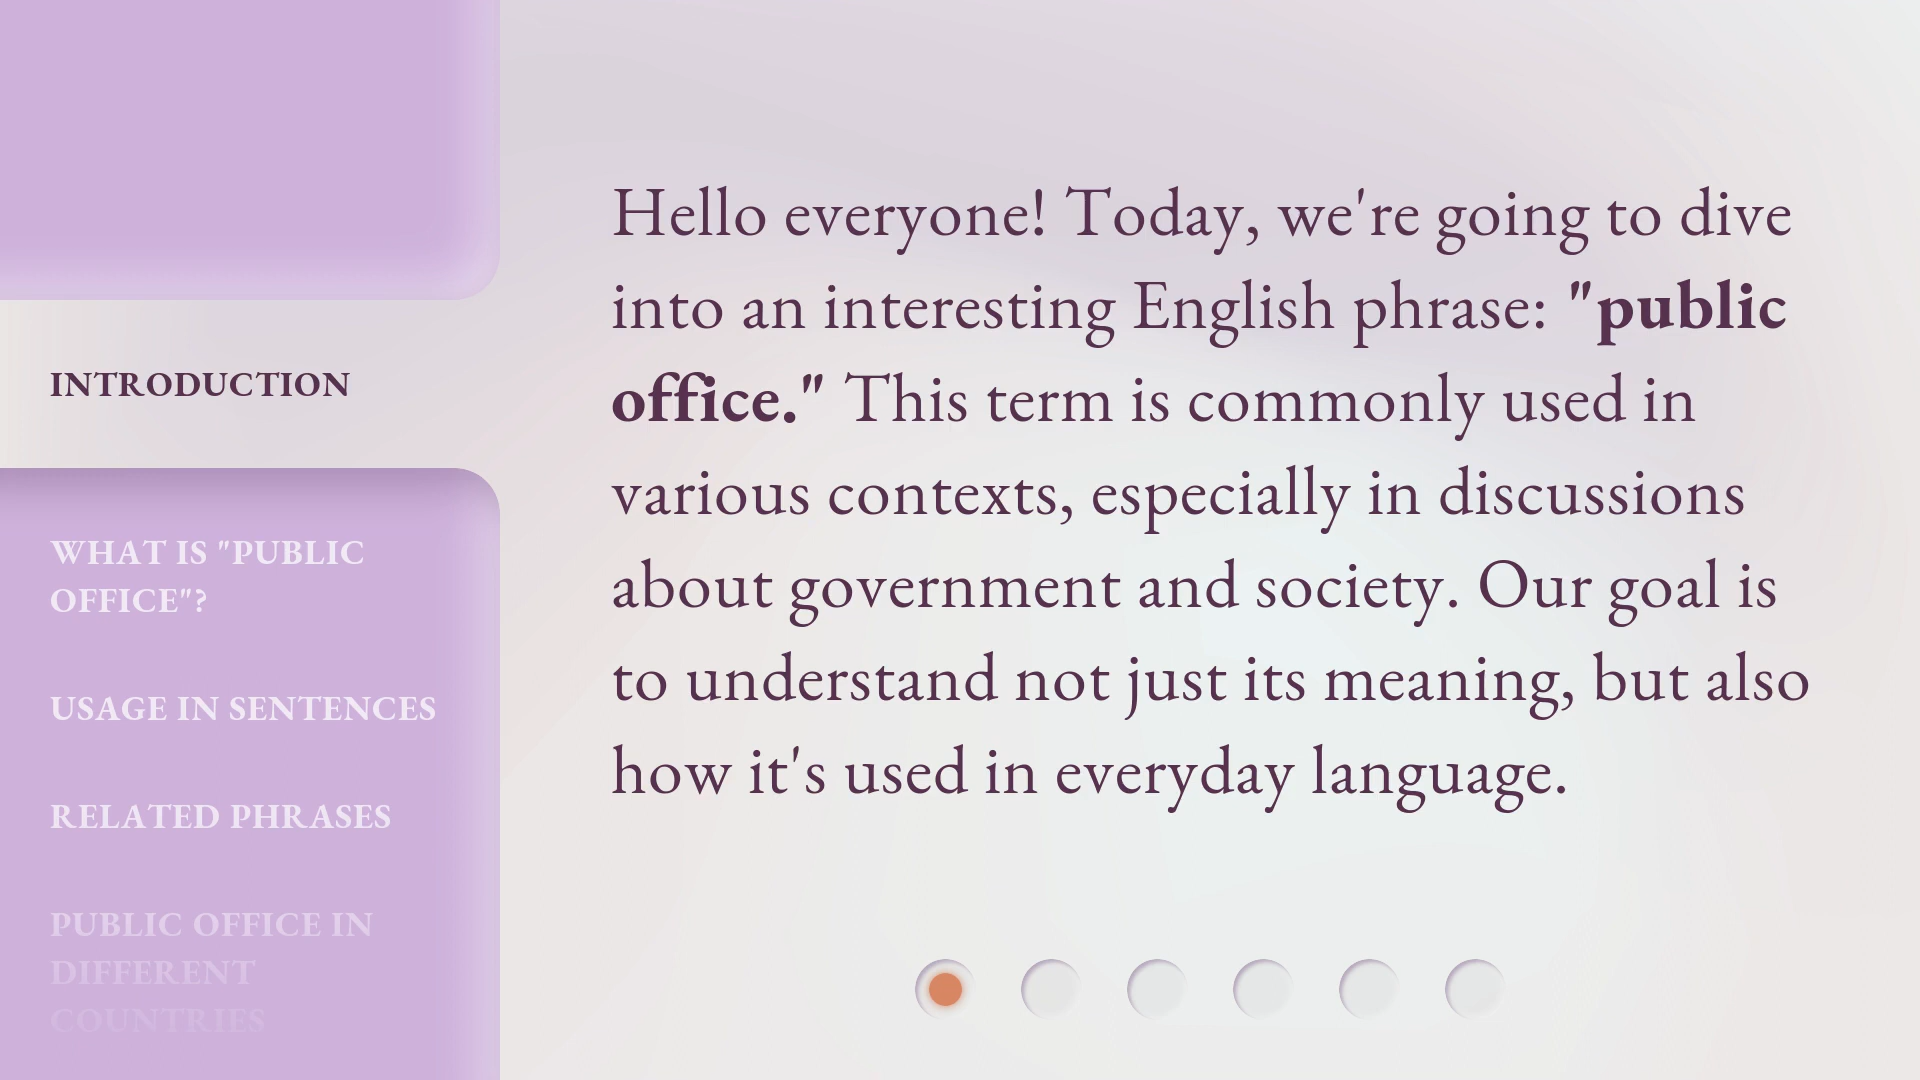 INTRODUCTION
WHAT IS "PUBLIC
OFFICE"?
USAGE IN SENTENCES
RELATED PHRASES
PUBLIC OFFICE IN
DIFFERENT
COUNTRIES
Hello everyone! Today, we're going to dive
into an interesting English phrase: "public
office." This term is commonly used in
various contexts, especially in discussions
about government and society. Our goal is
to understand not just its meaning, but also
how it's used in everyday language.